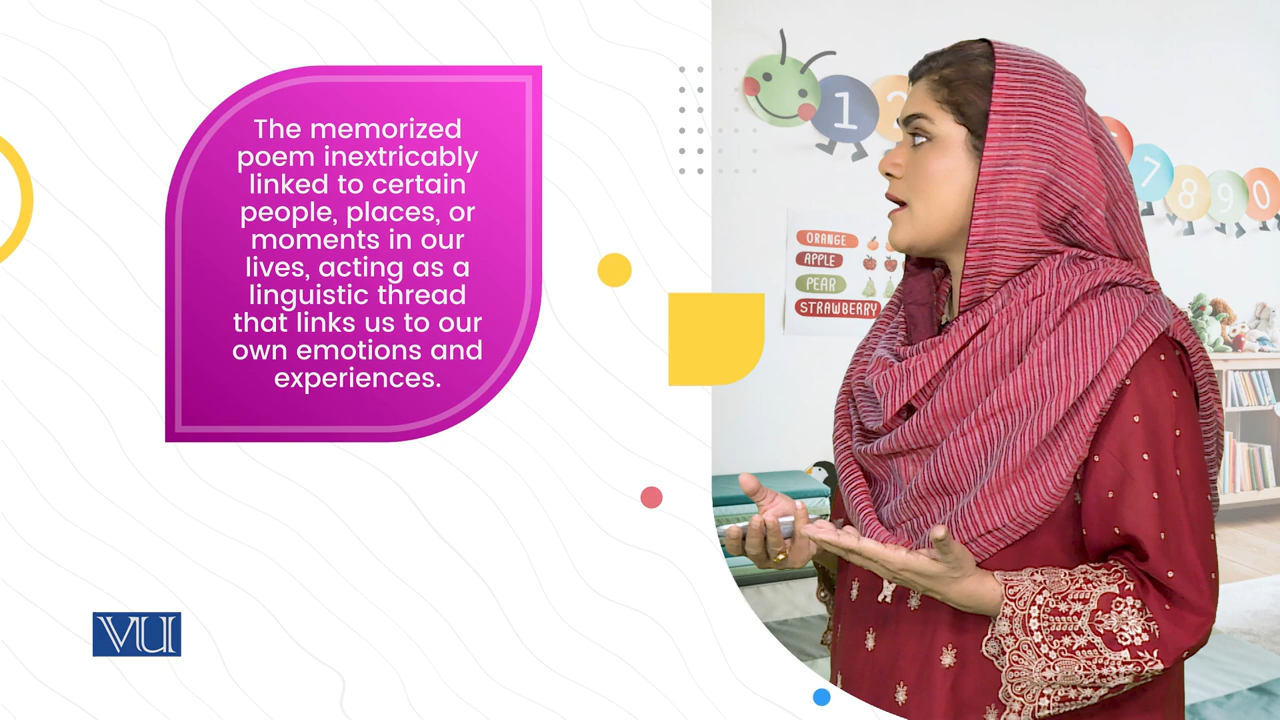 The memorized
poem inextricably
linked to certain
people, places, or
moments in our
lives, acting as a
linguistic thread
that links us to our
own emotions and
experiences.
1 2
7 8 9 0
ORANGE
APPLE
PEAR
STRAWBERRY
VU